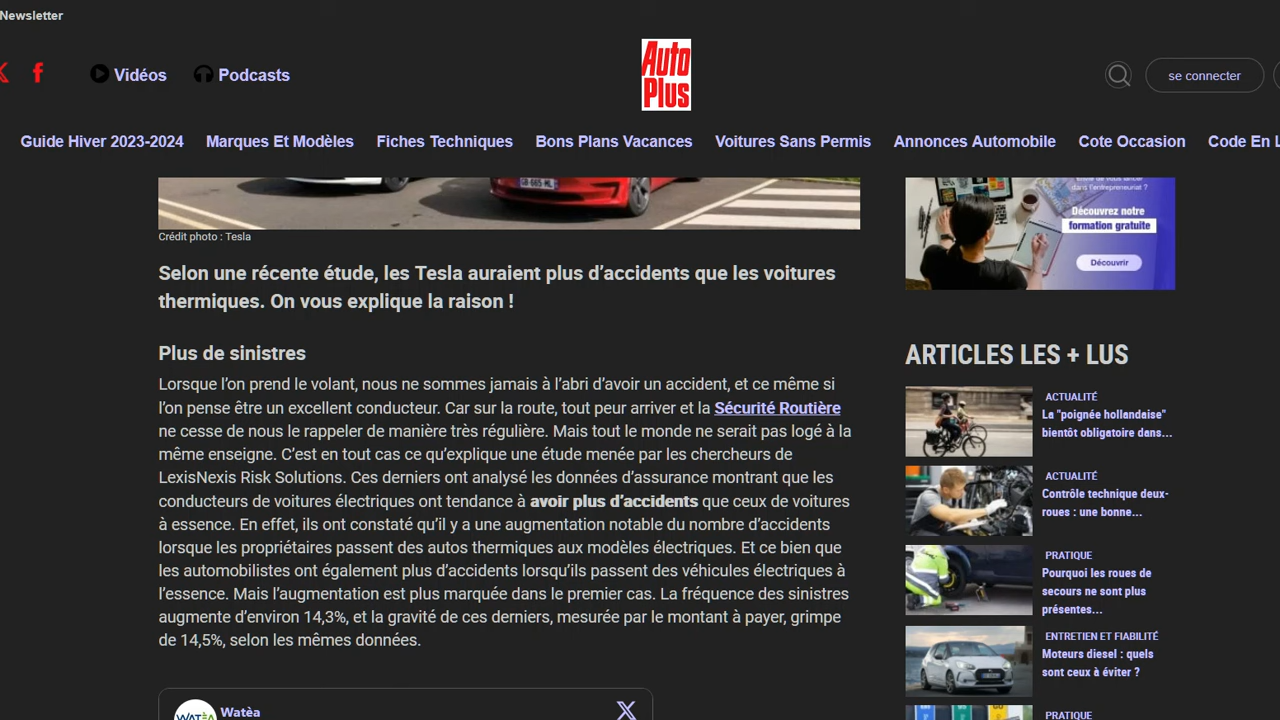 Newsletter
Vidéos
Podcasts
Auto
Plus
se connecter
Guide Hiver 2023-2024
Marques Et Modèles
Fiches Techniques
Bons Plans Vacances
Voitures Sans Permis
Annonces Automobile
Cote Occasion
Code En L
GB-665-ML
Crédit photo : Tesla
Selon une récente étude, les Tesla auraient plus d’accidents que les voitures
thermiques. On vous explique la raison !
Plus de sinistres
Lorsque l’on prend le volant, nous ne sommes jamais à l’abri d’avoir un accident, et ce même si
l’on pense être un excellent conducteur. Car sur la route, tout peur arriver et la Sécurité Routière
ne cesse de nous le rappeler de manière très régulière. Mais tout le monde ne serait pas logé à la
même enseigne. C’est en tout cas ce qu’explique une étude menée par les chercheurs de
LexisNexis Risk Solutions. Ces derniers ont analysé les données d’assurance montrant que les
conducteurs de voitures électriques ont tendance à avoir plus d’accidents que ceux de voitures
à essence. En effet, ils ont constaté qu’il y a une augmentation notable du nombre d’accidents
lorsque les propriétaires passent des autos thermiques aux modèles électriques. Et ce bien que
les automobilistes ont également plus d’accidents lorsqu’ils passent des véhicules électriques à
l’essence. Mais l’augmentation est plus marquée dans le premier cas. La fréquence des sinistres
augmente d’environ 14,3%, et la gravité de ces derniers, mesurée par le montant à payer, grimpe
de 14,5%, selon les mêmes données.
WATÈA
Watèa
dans l'entrepreneuriat ?
Découvrez notre
formation gratuite
Découvrir
ARTICLES LES + LUS
ACTUALITÉ
La "poignée hollandaise"
bientôt obligatoire dans...
ACTUALITÉ
Contrôle technique deux-
roues : une bonne...
PRATIQUE
Pourquoi les roues de
secours ne sont plus
présentes...
ENTRETIEN ET FIABILITÉ
Moteurs diesel : quels
sont ceux à éviter ?
PRATIQUE